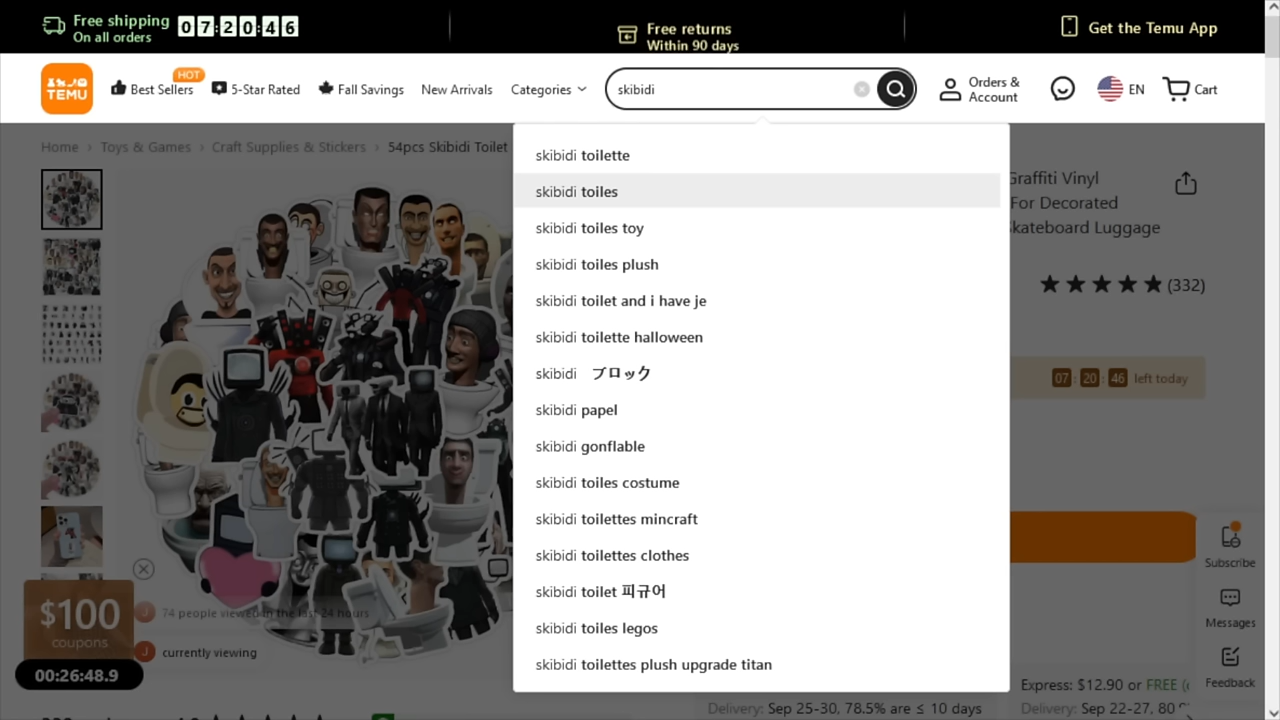 Free shipping
On all orders
07:20:46
Free returns
Within 90 days
Get the Temu App
TEMU
Best Sellers
HOT
5-Star Rated
Fall Savings
New Arrivals
Categories
skibidi
Orders &
Account
EN
Cart
Home > Toys & Games > Craft Supplies & Stickers > 54pcs Skibidi Toilet
skibidi toilette
skibidi toiles
skibidi toiles toy
skibidi toiles plush
skibidi toilet and i have je
skibidi toilette halloween
skibidi　ブロック
skibidi papel
skibidi gonflable
skibidi toiles costume
skibidi toilettes mincraft
skibidi toilettes clothes
skibidi toilet 피규어
skibidi toiles legos
skibidi toilettes plush upgrade titan
Graffiti Vinyl
For Decorated
Skateboard Luggage
(332)
07:20:46 left today
$100
coupons
00:26:48.9
J 74 people viewed in the last 24 hours
J currently viewing
Subscribe
Messages
Feedback
Express: $12.90 or FREE
Delivery: Sep 25-30, 78.5% are ≤ 10 days
Delivery: Sep 22-27, 80